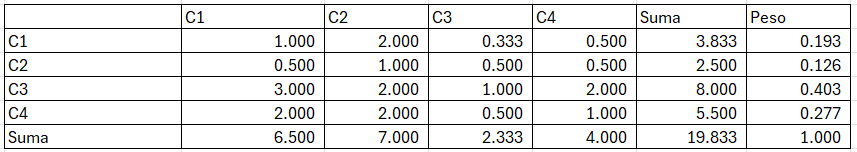 C1 C2 C3 C4 Suma Peso
C1 1.000 2.000 0.333 0.500 3.833 0.193
C2 0.500 1.000 0.500 0.500 2.500 0.126
C3 3.000 2.000 1.000 2.000 8.000 0.403
C4 2.000 2.000 0.500 1.000 5.500 0.277
Suma 6.500 7.000 2.333 4.000 19.833 1.000